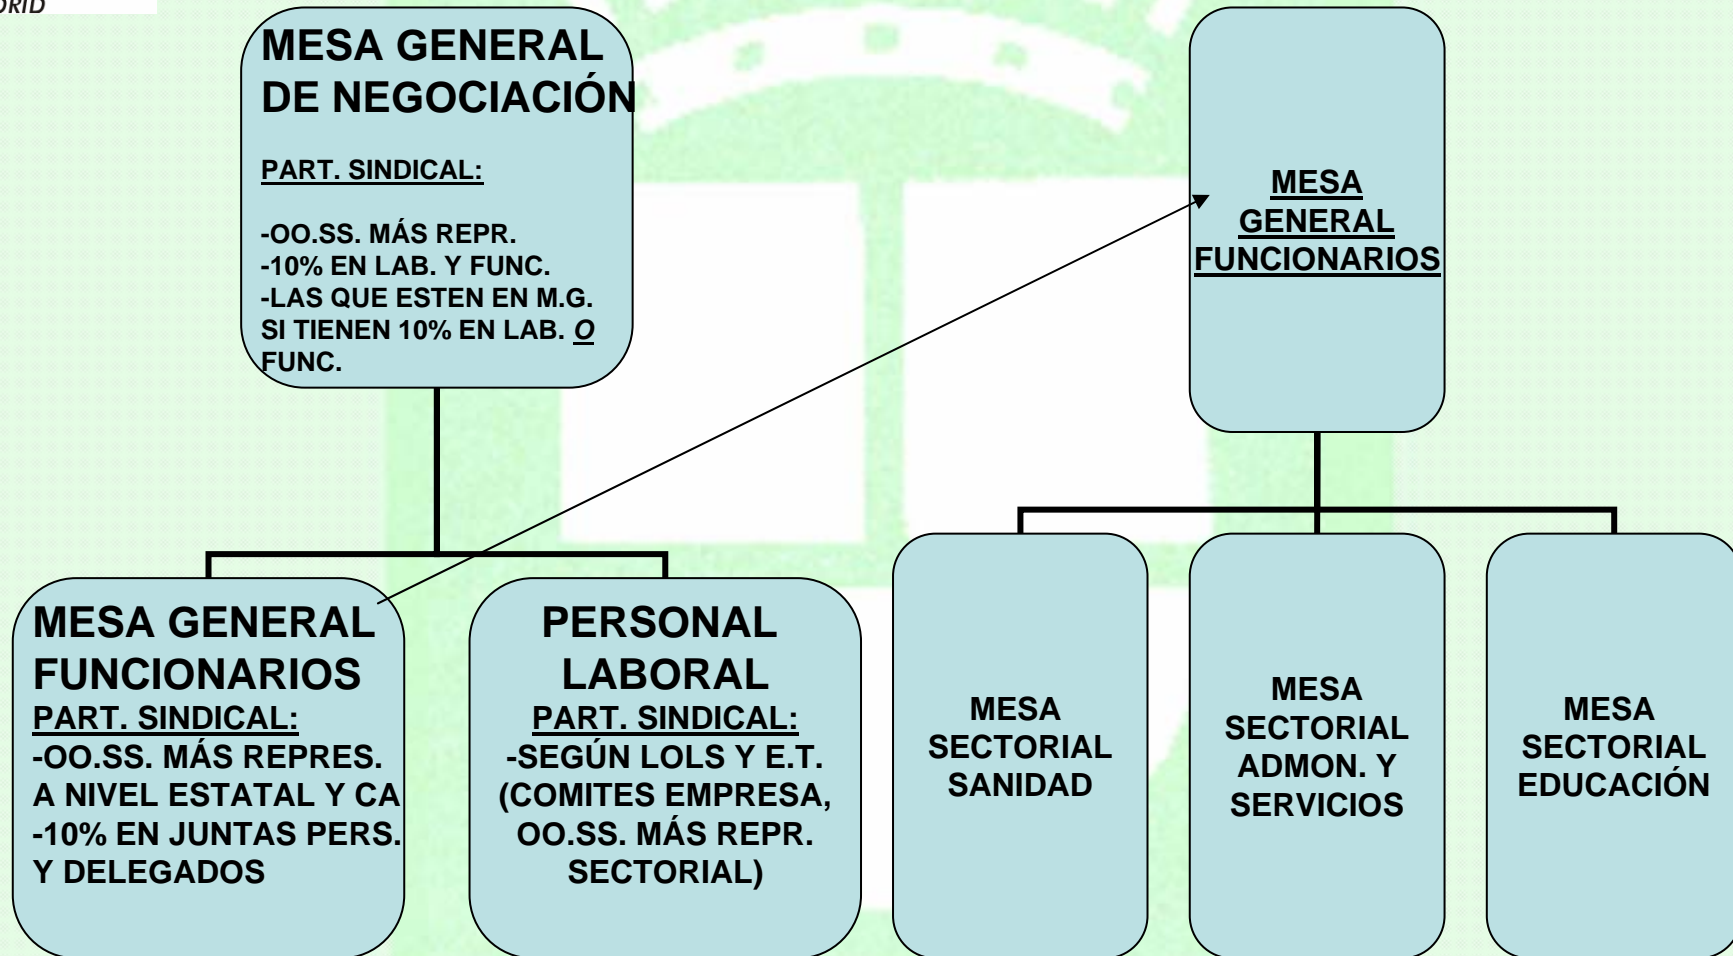 DRID
MESA GENERAL
DE NEGOCIACIÓN
PART. SINDICAL:
-OO.SS. MÁS REPR.
-10% EN LAB. Y FUNC.
-LAS QUE ESTEN EN M.G.
SI TIENEN 10% EN LAB. O
FUNC.
MESA
GENERAL
FUNCIONARIOS
MESA GENERAL
FUNCIONARIOS
PART. SINDICAL:
-OO.SS. MÁS REPRES.
A NIVEL ESTATAL Y CA
-10% EN JUNTAS PERS.
Y DELEGADOS
PERSONAL
LABORAL
PART. SINDICAL:
-SEGÚN LOLS Y E.T.
(COMITES EMPRESA,
OO.SS. MÁS REPR.
SECTORIAL)
MESA
SECTORIAL
SANIDAD
MESA
SECTORIAL
ADMON. Y
SERVICIOS
MESA
SECTORIAL
EDUCACIÓN